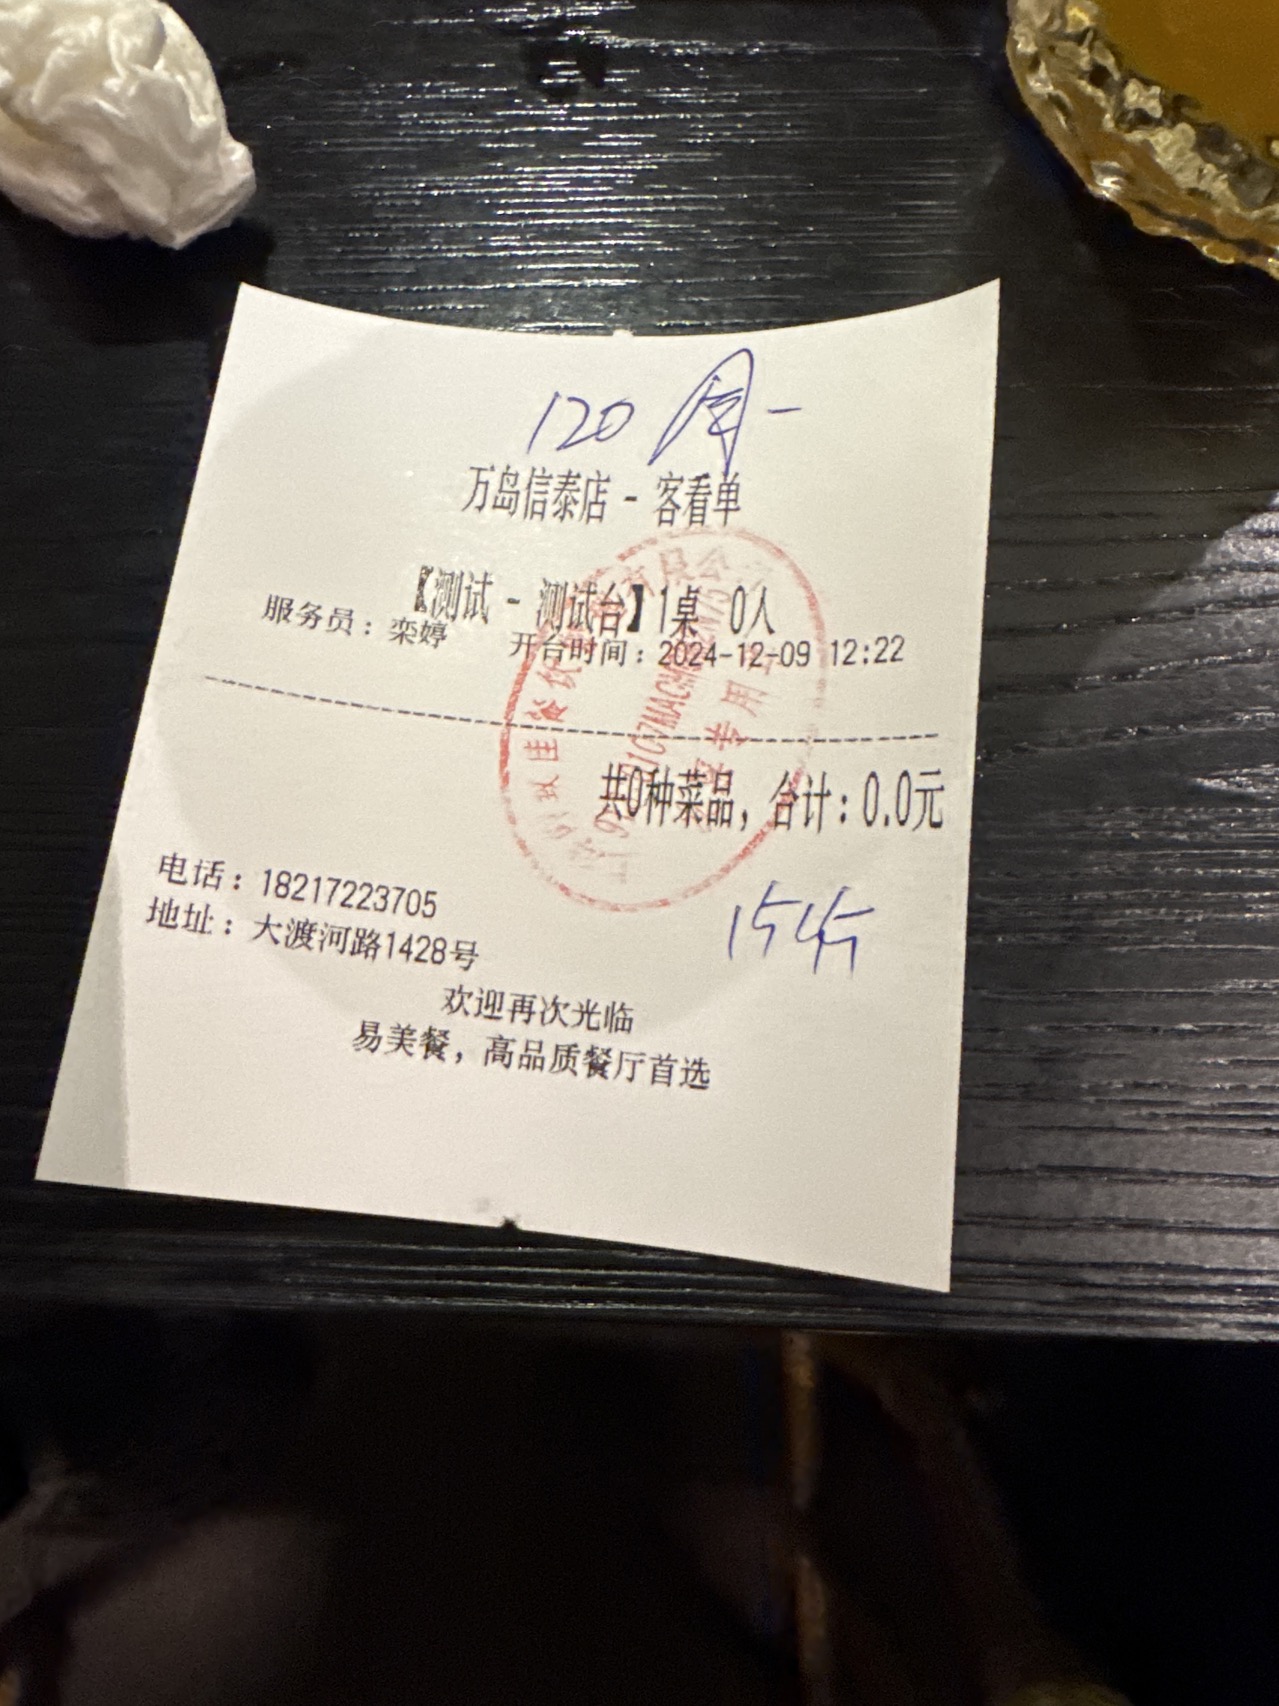 120
万岛信泰店 - 客看单
【测试 - 测试台】1桌 0人
服务员：栾婷 开台时间：2024-12-09 12:22
共0种菜品，合计：0.0元
电话：18217223705
地址：大渡河路1428号
欢迎再次光临
易美餐，高品质餐厅首选